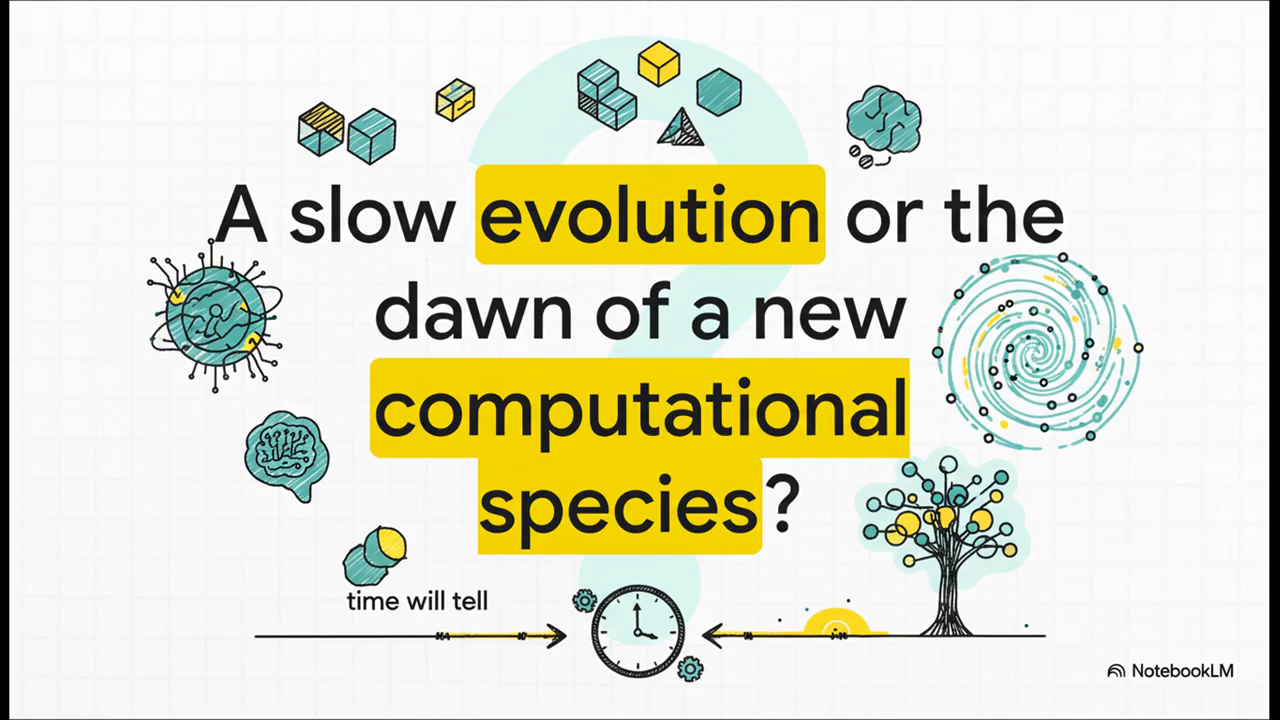 A slow evolution or the
dawn of a new
computational
species?
time will tell
NotebookLM